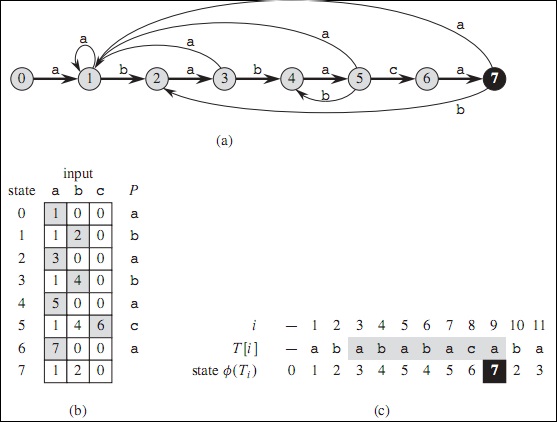 a
a
a
a
0 a 1 b 2 a 3 b 4 a 5 c 6 a 7
b
b
(a)
input
state a b c P
0 1 0 0 a
1 1 2 0 b
2 3 0 0 a
3 1 4 0 b
4 5 0 0 a
5 1 4 6 c
6 7 0 0 a
7 1 2 0
(b)
i — 1 2 3 4 5 6 7 8 9 10 11
T[i] — a b a b a b a c a b a
state ϕ(Ti) 0 1 2 3 4 5 4 5 6 7 2 3
(c)